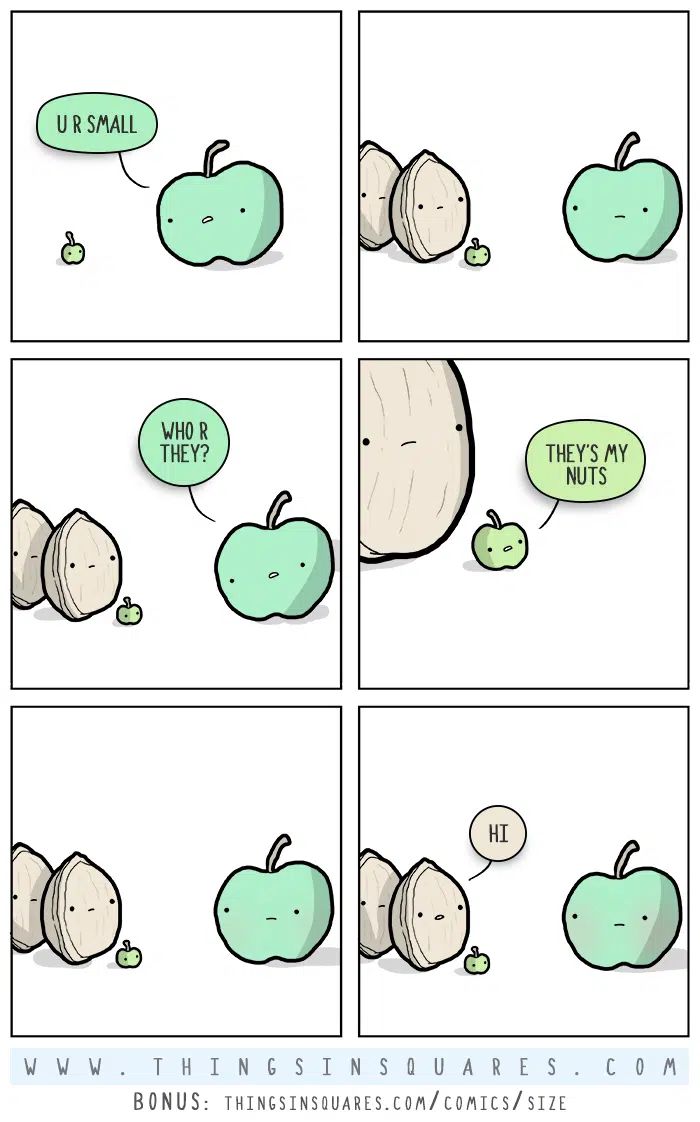 U R SMALL
WHO R
THEY?
THEY'S MY
NUTS
HI
WWW.THINGSINSQUARES.COM
BONUS: THINGSINSQUARES.COM/COMICS/SIZE